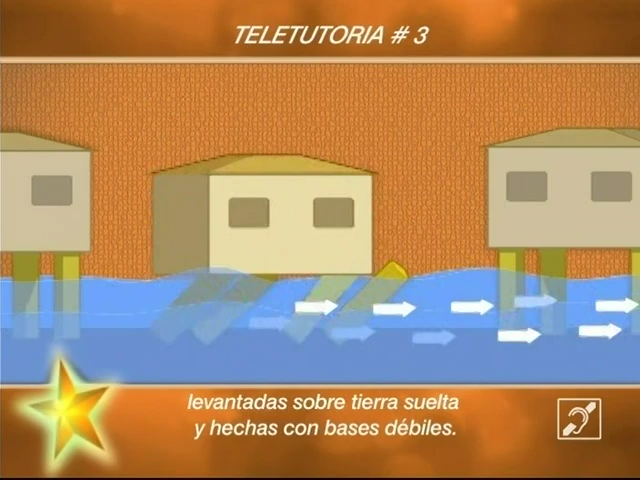 TELETUTORIA # 3
levantadas sobre tierra suelta
y hechas con bases débiles.